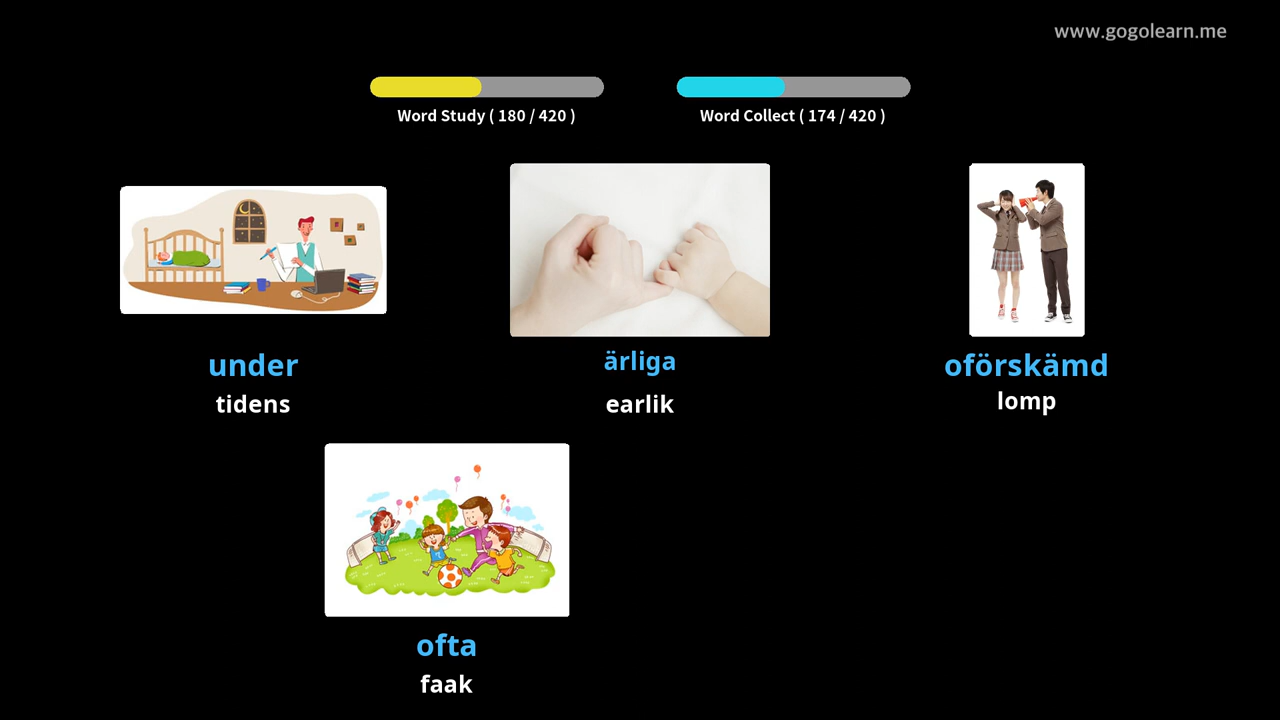 www.gogolearn.me
Word Study ( 180 / 420 )
Word Collect ( 174 / 420 )
under
tidens
ärliga
earlik
oförskämd
lomp
ofta
faak